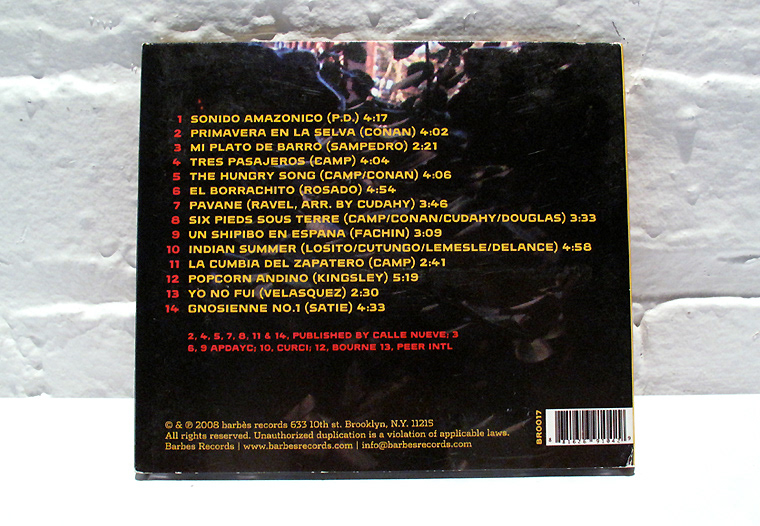 1 SONIDO AMAZONICO (P.D.) 4:17
2 PRIMAVERA EN LA SELVA (CONAN) 4:02
3 MI PLATO DE BARRO (SAMPEDRO) 2:21
4 TRES PASAJEROS (CAMP) 4:04
5 THE HUNGRY SONG (CAMP/CONAN) 4:06
6 EL BORRACHITO (ROSADO) 4:54
7 PAVANE (RAVEL, ARR. BY CUDAHY) 3:46
8 SIX PIEDS SOUS TERRE (CAMP/CONAN/CUDAHY/DOUGLAS) 3:33
9 UN SHIPIBO EN ESPANA (FACHIN) 3:09
10 INDIAN SUMMER (LOSITO/CUTUNGO/LEMESLE/DELANCE) 4:58
11 LA CUMBIA DEL ZAPATERO (CAMP) 2:41
12 POPCORN ANDINO (KINGSLEY) 5:19
13 YO NO FUI (VELASQUEZ) 2:30
14 GNOSIENNE NO.1 (SATIE) 4:33
2, 4, 5, 7, 8, 11 & 14, PUBLISHED BY CALLE NUEVE; 3
6, 9 APDAYC; 10, CURCI; 12, BOURNE 13, PEER INTL
© & ℗ 2008 barbès records 633 10th st. Brooklyn, N.Y. 11215
All rights reserved. Unauthorized duplication is a violation of applicable laws.
Barbes Records | www.barbesrecords.com | info@barbesrecords.com
BR0017